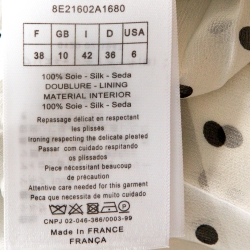 8E21602A1680
F GB I D USA
38 10 42 36 6
100% Soie - Silk - Seda
DOUBLURE - LINING
MATERIAL INTERIOR
100% Soie - Silk - Seda
Repassage délicat en respectant
les plissés
Ironing respecting the delicate pleated
Passar com cuidado respeitando
os plissados
Pièce nécessitant beaucoup
de précaution
Attentive care needed for this garment
Peça que necessita de muito cuidado
CNPJ 02-046-386/0003-99
MADE IN FRANCE
FRANÇA